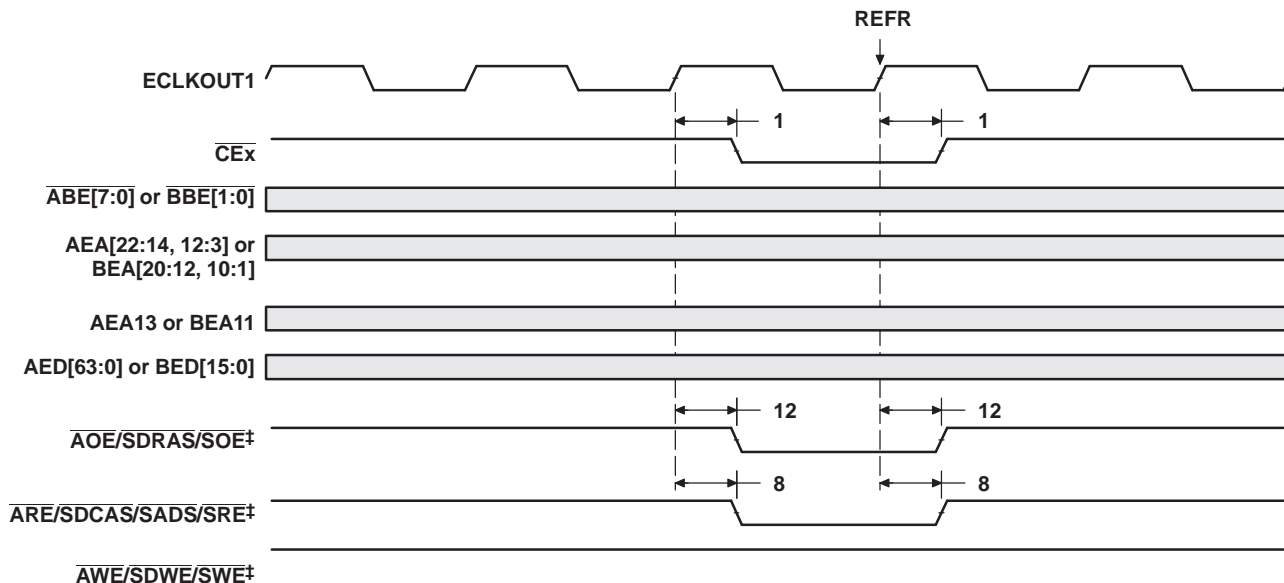 REFR
ECLKOUT1
1 1
CEx
ABE[7:0] or BBE[1:0]
AEA[22:14, 12:3] or
BEA[20:12, 10:1]
AEA13 or BEA11
AED[63:0] or BED[15:0]
12 12
AOE/SDRAS/SOE‡
8 8
ARE/SDCAS/SADS/SRE‡
AWE/SDWE/SWE‡